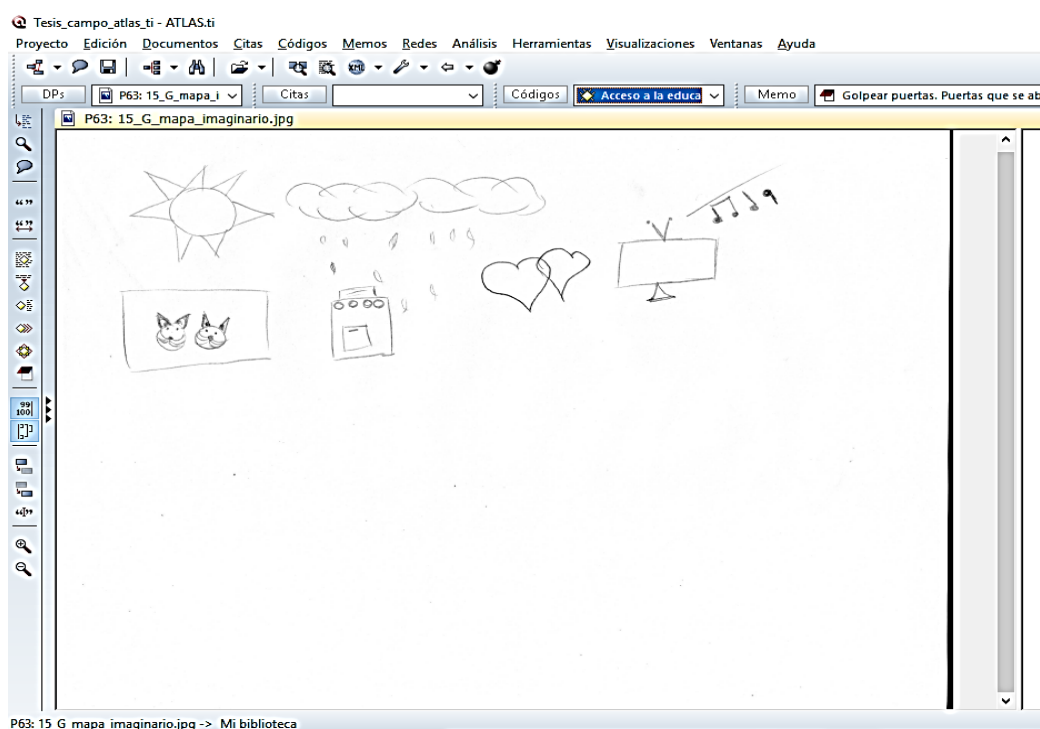 Tesis_campo_atlas_ti - ATLAS.ti
Proyecto Edición Documentos Citas Códigos Memos Redes Análisis Herramientas Visualizaciones Ventanas Ayuda
DPs P63: 15_G_mapa_i Citas Códigos Acceso a la educa Memo Golpear puertas. Puertas que se ab
P63: 15_G_mapa_imaginario.jpg
P63: 15_G_mapa_imaginario.jpg -> Mi biblioteca